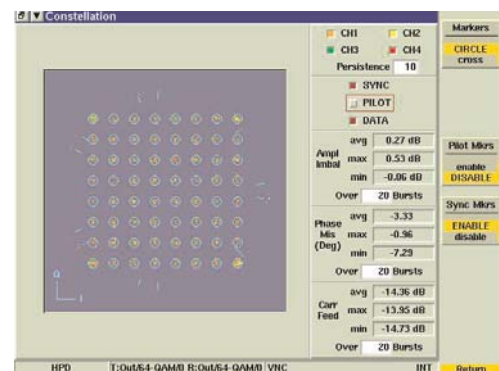 Constellation
CH1 CH2
CH3 CH4
Persistence 10
SYNC
PILOT
DATA
Ampl Imbal
avg 0.27 dB
max 0.53 dB
min -0.06 dB
Over 20 Bursts
Phase Mis (Deg)
avg -3.33
max -0.96
min -7.29
Over 20 Bursts
Carr Feed
avg -14.36 dB
max -13.95 dB
min -14.73 dB
Over 20 Bursts
Q
I
Markers
CIRCLE
cross
Pilot Mkrs
enable
DISABLE
Sync Mkrs
ENABLE
disable
Return
HPD T:Out/64-QAM/0 R:Out/64-QAM/0 VNC INT